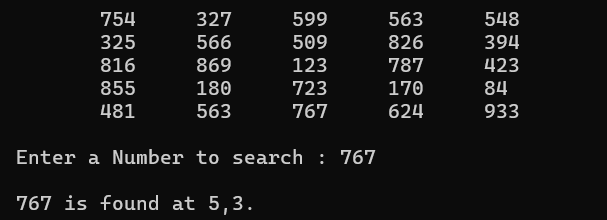 754 327 599 563 548
325 566 509 826 394
816 869 123 787 423
855 180 723 170 84
481 563 767 624 933
Enter a Number to search : 767
767 is found at 5,3.